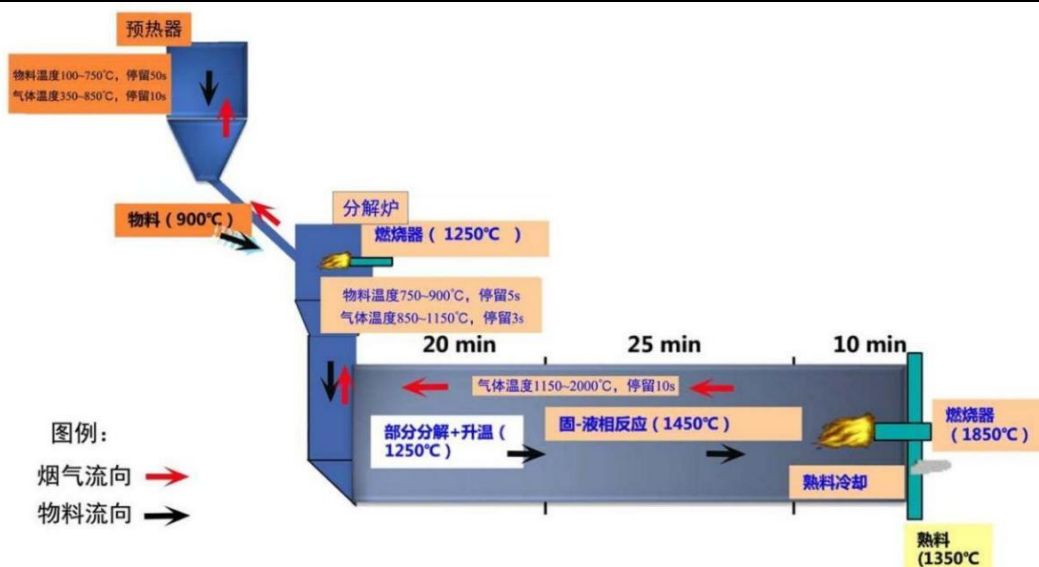 预热器
物料温度100~750℃，停留50s
气体温度350~850℃，停留10s
物料（900℃）
分解炉
燃烧器（1250℃ ）
物料温度750~900℃，停留5s
气体温度850~1150℃，停留3s
20 min
25 min
10 min
气体温度1150~2000℃，停留10s
部分分解+升温（
1250℃）
固-液相反应（1450℃）
燃烧器
（1850℃）
熟料冷却
熟料
(1350℃
图例：
烟气流向
物料流向